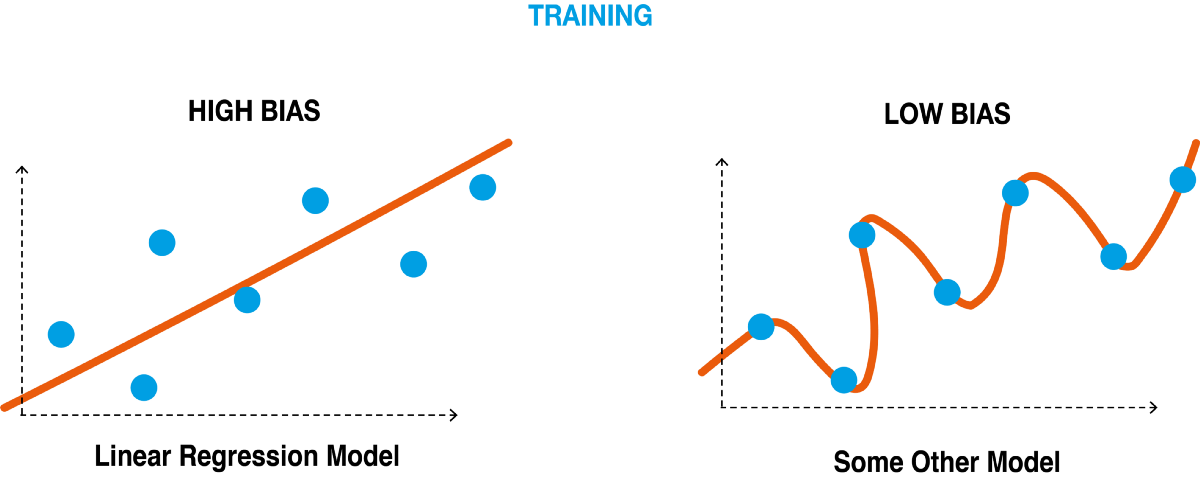 TRAINING
HIGH BIAS
LOW BIAS
Linear Regression Model
Some Other Model